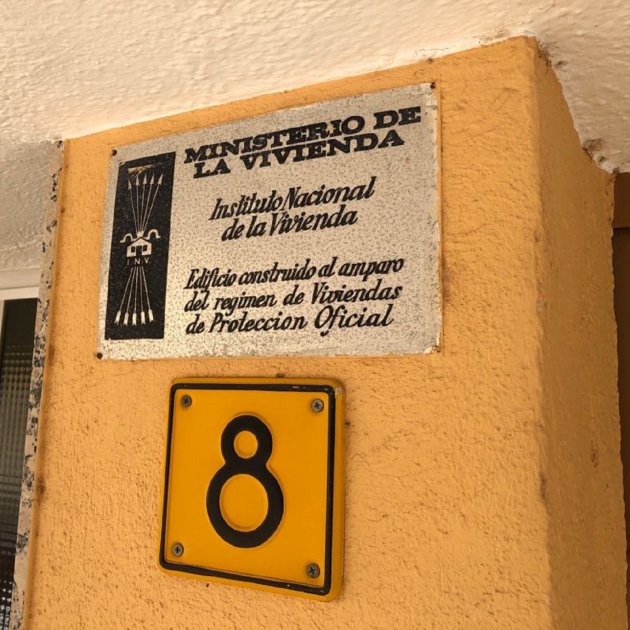 MINISTERIO DE
LA VIVIENDA
Instituto Nacional
de la Vivienda
I.N.V.
Edificio construido al amparo
del regimen de Viviendas
de Proteccion Oficial
8